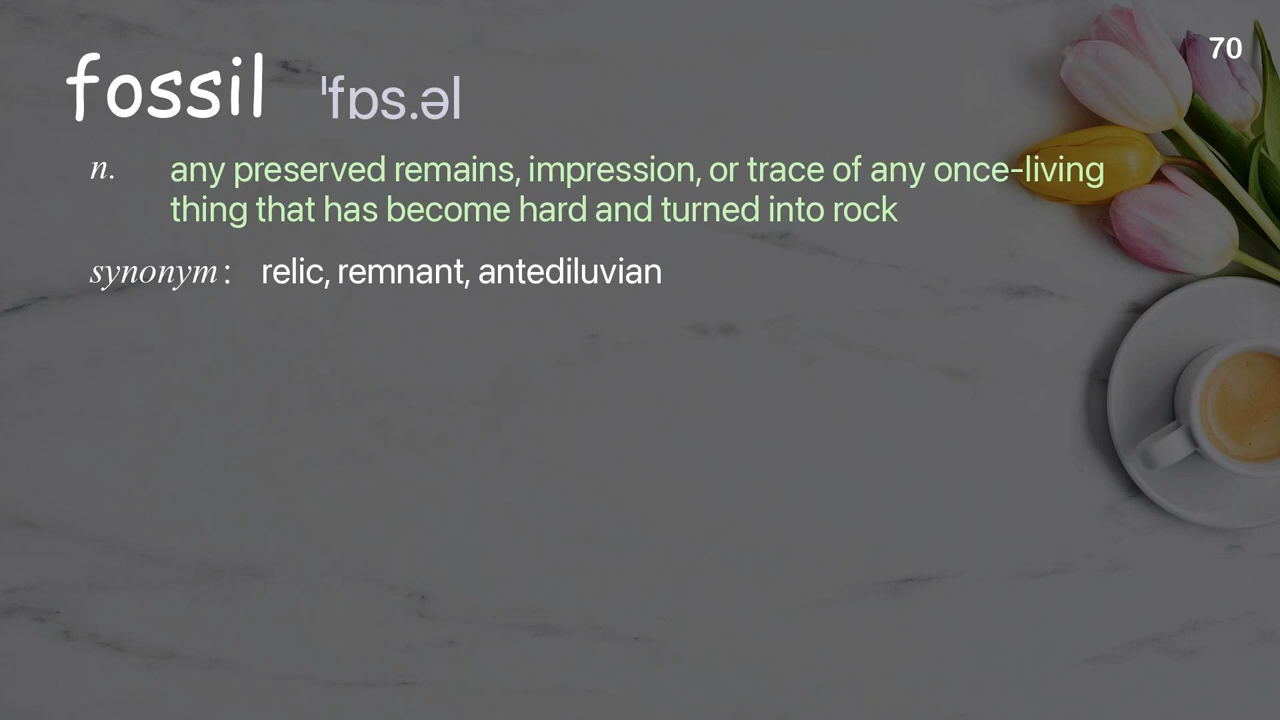 fossil ˈfɒs.əl
70
n. any preserved remains, impression, or trace of any once-living
thing that has become hard and turned into rock
synonym: relic, remnant, antediluvian